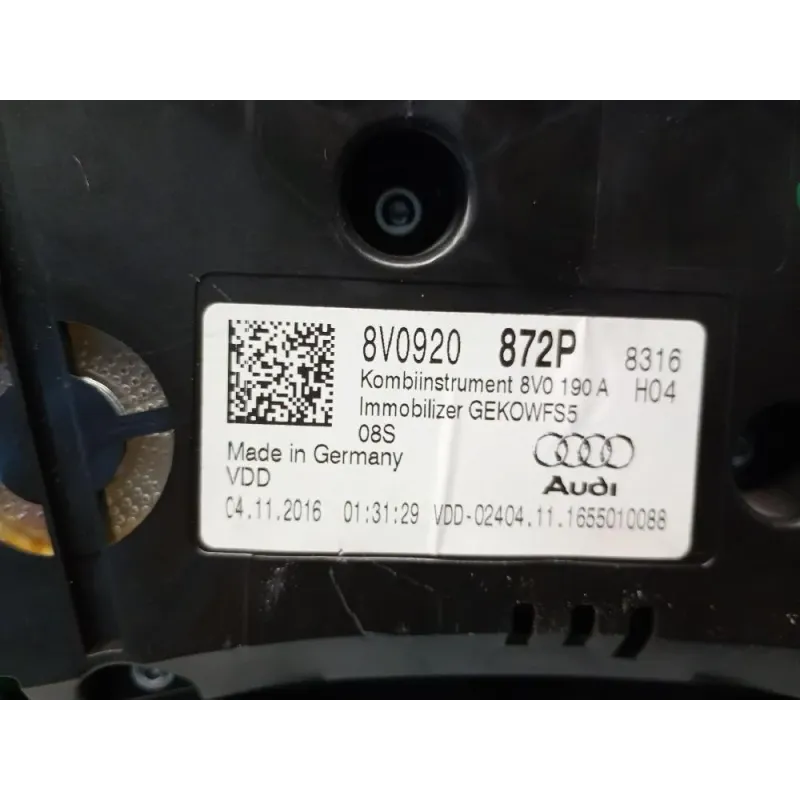 8V0920 872P 8316
Kombiinstrument 8V0 190 A H04
Immobilizer GEKOWFS5
08S
Made in Germany
VDD
Audi
04.11.2016 01:31:29 VDD-02404.11.1655010088